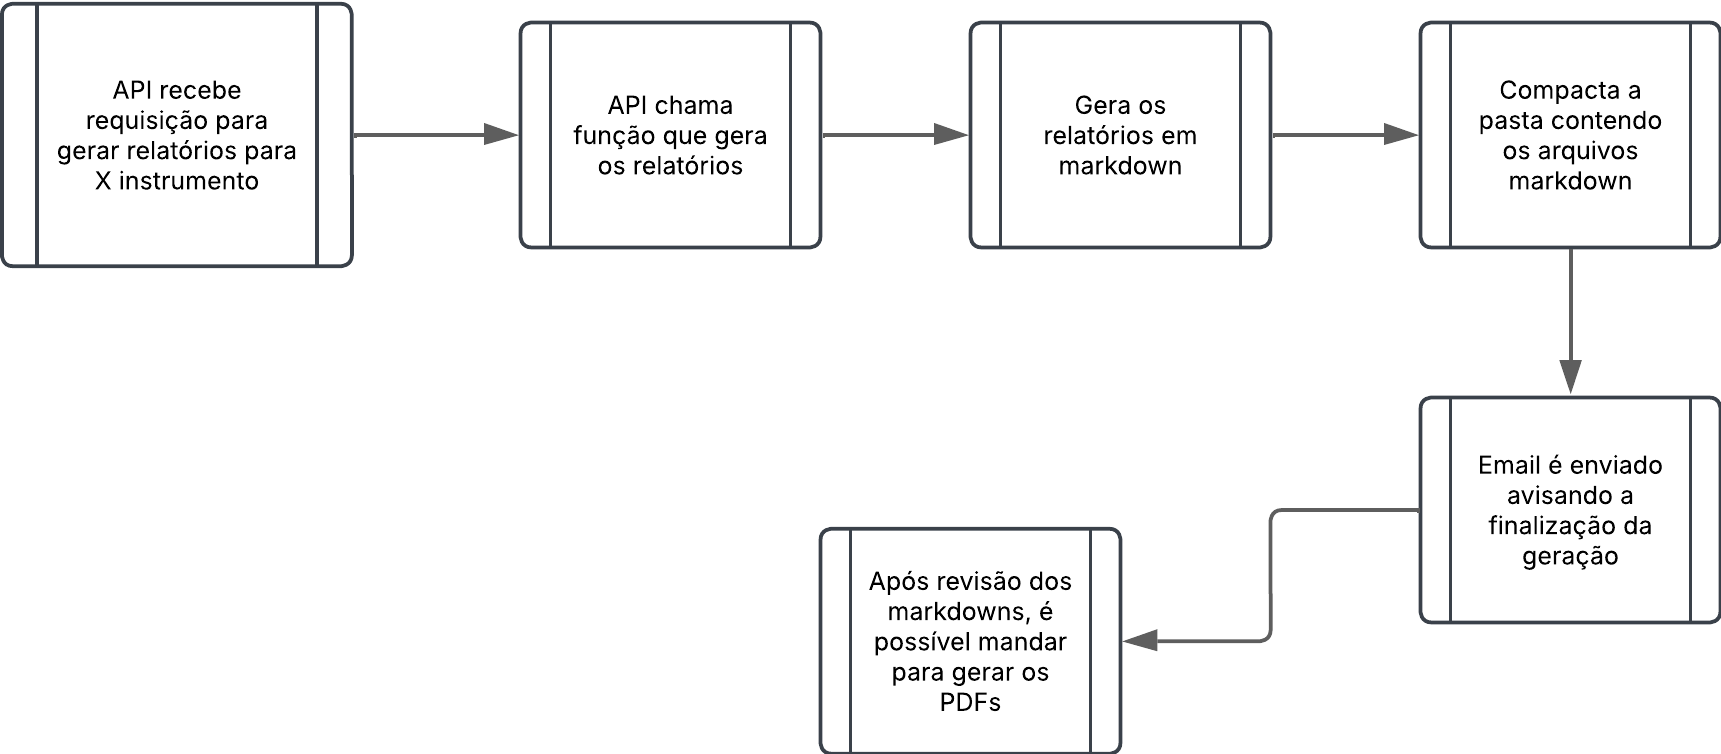 API recebe
requisição para
gerar relatórios para
X instrumento
API chama
função que gera
os relatórios
Gera os
relatórios em
markdown
Compacta a
pasta contendo
os arquivos
markdown
Email é enviado
avisando a
finalização da
geração
Após revisão dos
markdowns, é
possível mandar
para gerar os
PDFs